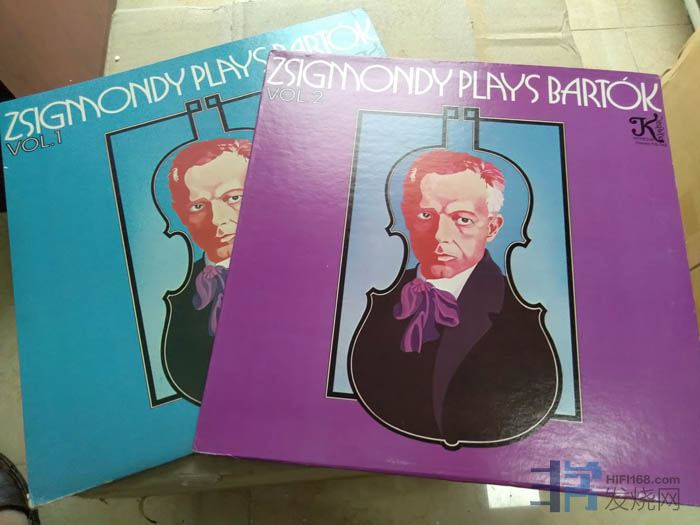 ZSIGMONDY PLAYS BARTÓK
VOL.1
ZSIGMONDY PLAYS BARTÓK
VOL.2
K
HIFI168.com
发烧网